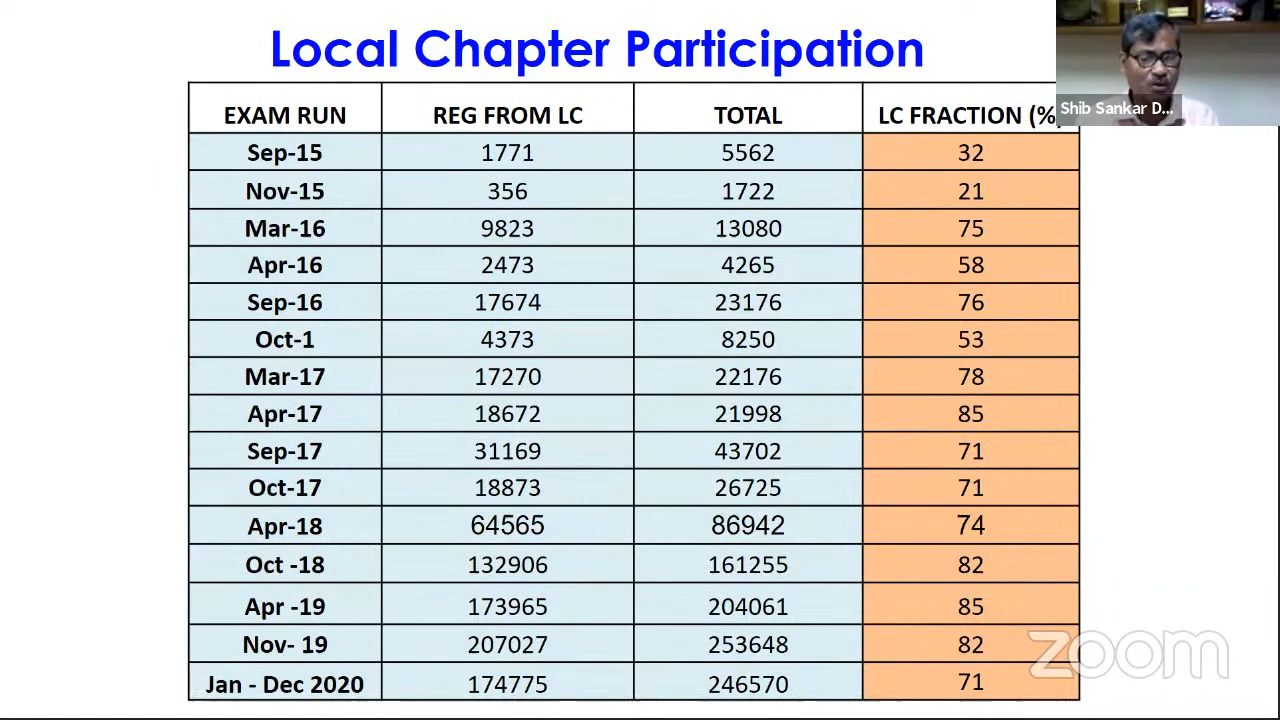 Local Chapter Participation
Shib Sankar D...
EXAM RUN REG FROM LC TOTAL LC FRACTION (%)
Sep-15 1771 5562 32
Nov-15 356 1722 21
Mar-16 9823 13080 75
Apr-16 2473 4265 58
Sep-16 17674 23176 76
Oct-1 4373 8250 53
Mar-17 17270 22176 78
Apr-17 18672 21998 85
Sep-17 31169 43702 71
Oct-17 18873 26725 71
Apr-18 64565 86942 74
Oct -18 132906 161255 82
Apr -19 173965 204061 85
Nov- 19 207027 253648 82
Jan - Dec 2020 174775 246570 71
zoom